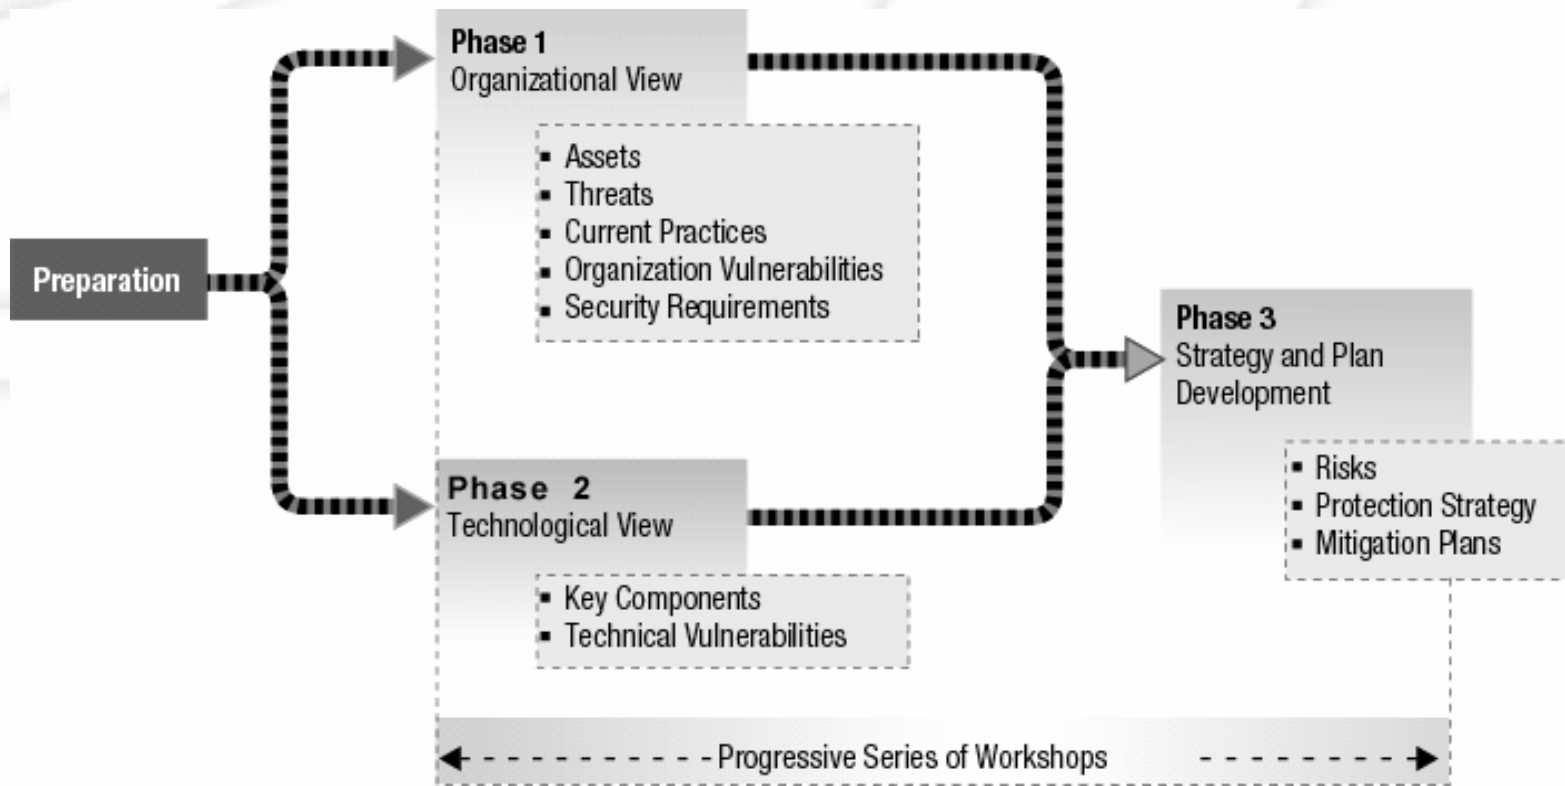 Phase 1
Organizational View
▪ Assets
▪ Threats
▪ Current Practices
▪ Organization Vulnerabilities
▪ Security Requirements
Preparation
Phase 2
Technological View
▪ Key Components
▪ Technical Vulnerabilities
Phase 3
Strategy and Plan
Development
▪ Risks
▪ Protection Strategy
▪ Mitigation Plans
Progressive Series of Workshops